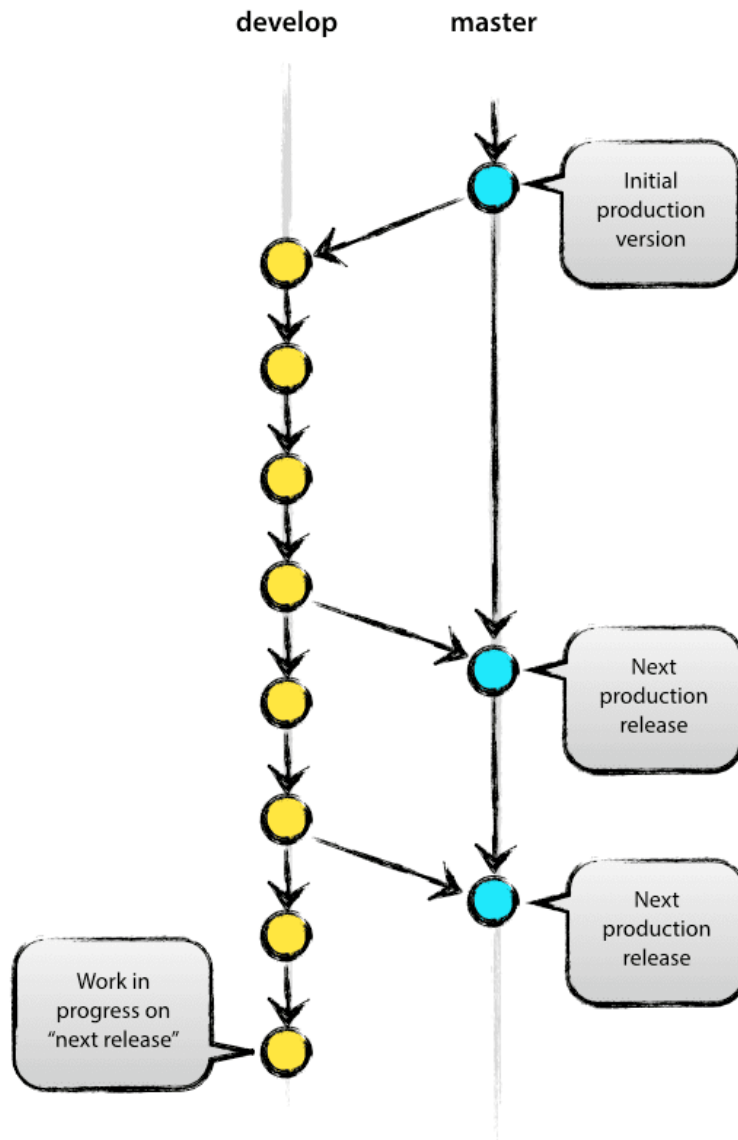 develop
master
Initial
production
version
Next
production
release
Next
production
release
Work in
progress on
“next release”